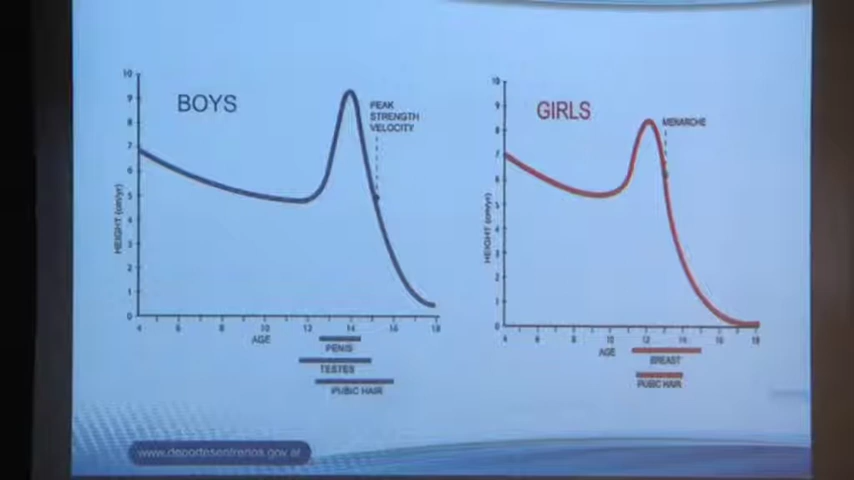 BOYS
PEAK
STRENGTH
VELOCITY
10
9
8
7
6
5
4
3
2
1
0
HEIGHT (cm/yr)
4 6 8 10 12 14 16 18
AGE
PENIS
TESTES
PUBIC HAIR
GIRLS
MENARCHE
10
9
8
7
6
5
4
3
2
1
0
HEIGHT (cm/yr)
4 6 8 10 12 14 16 18
AGE
BREAST
PUBIC HAIR
www.deportesentrerios.gov.ar